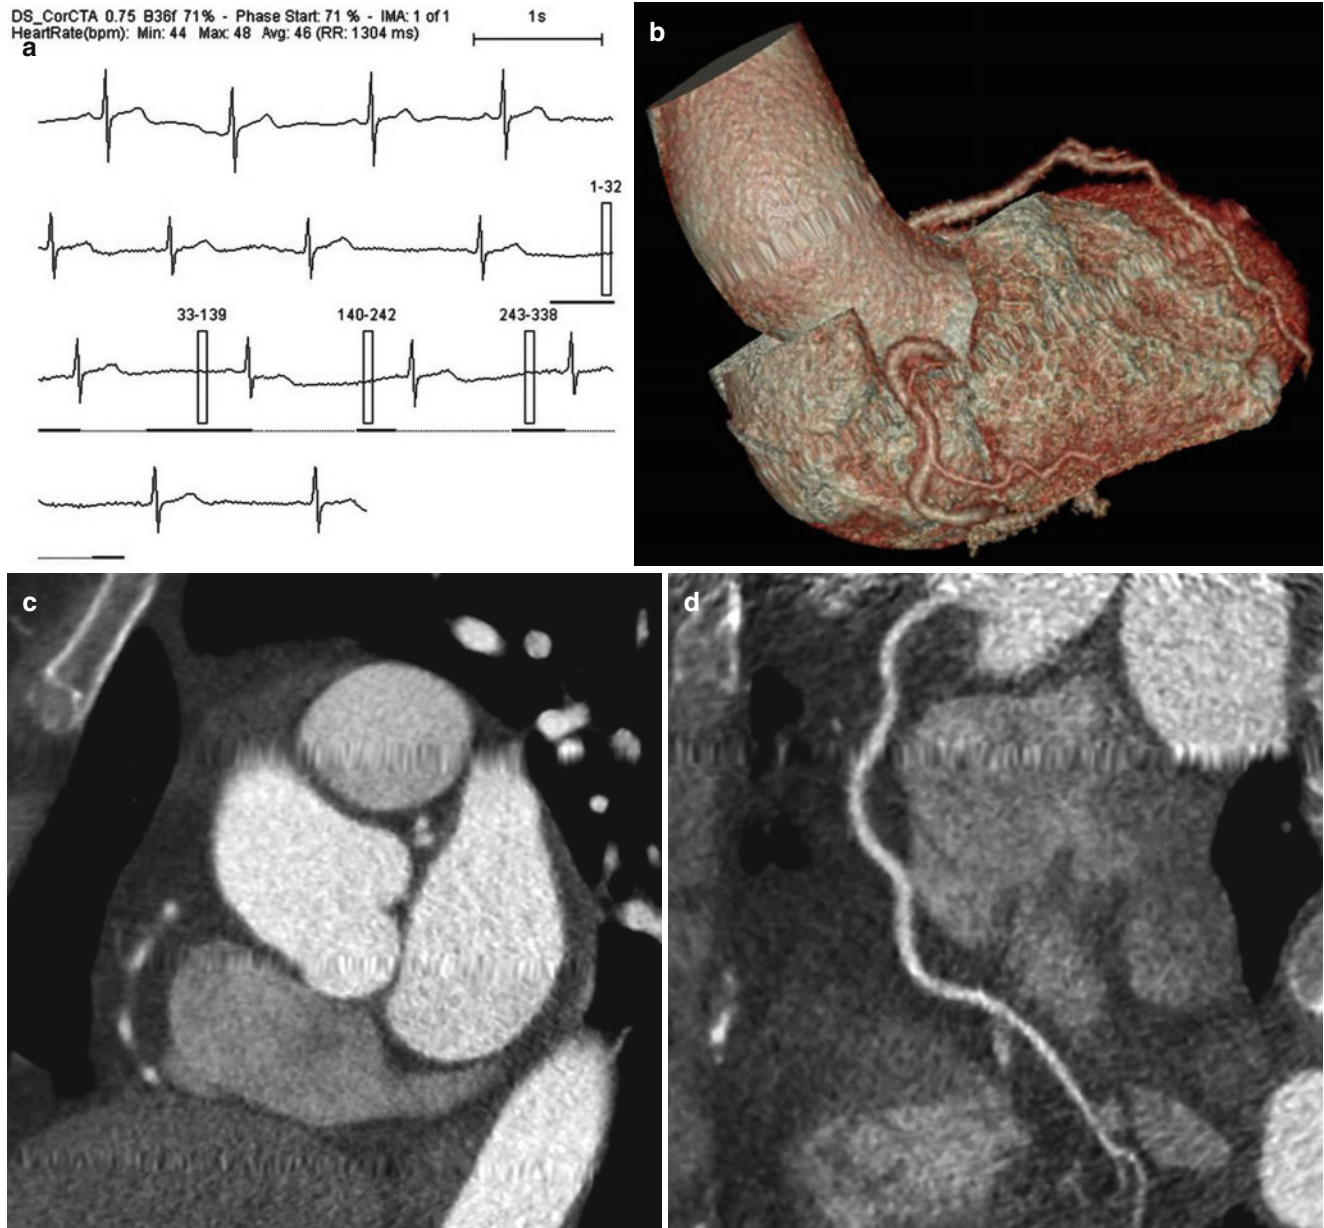 DS_CorCTA 0.75 B36f 71% - Phase Start: 71 % - IMA: 1 of 1
HeartRate(bpm): Min: 44 Max: 48 Avg: 46 (RR: 1304 ms)
1s
a
b
1-32
33-139
140-242
243-338
c
d